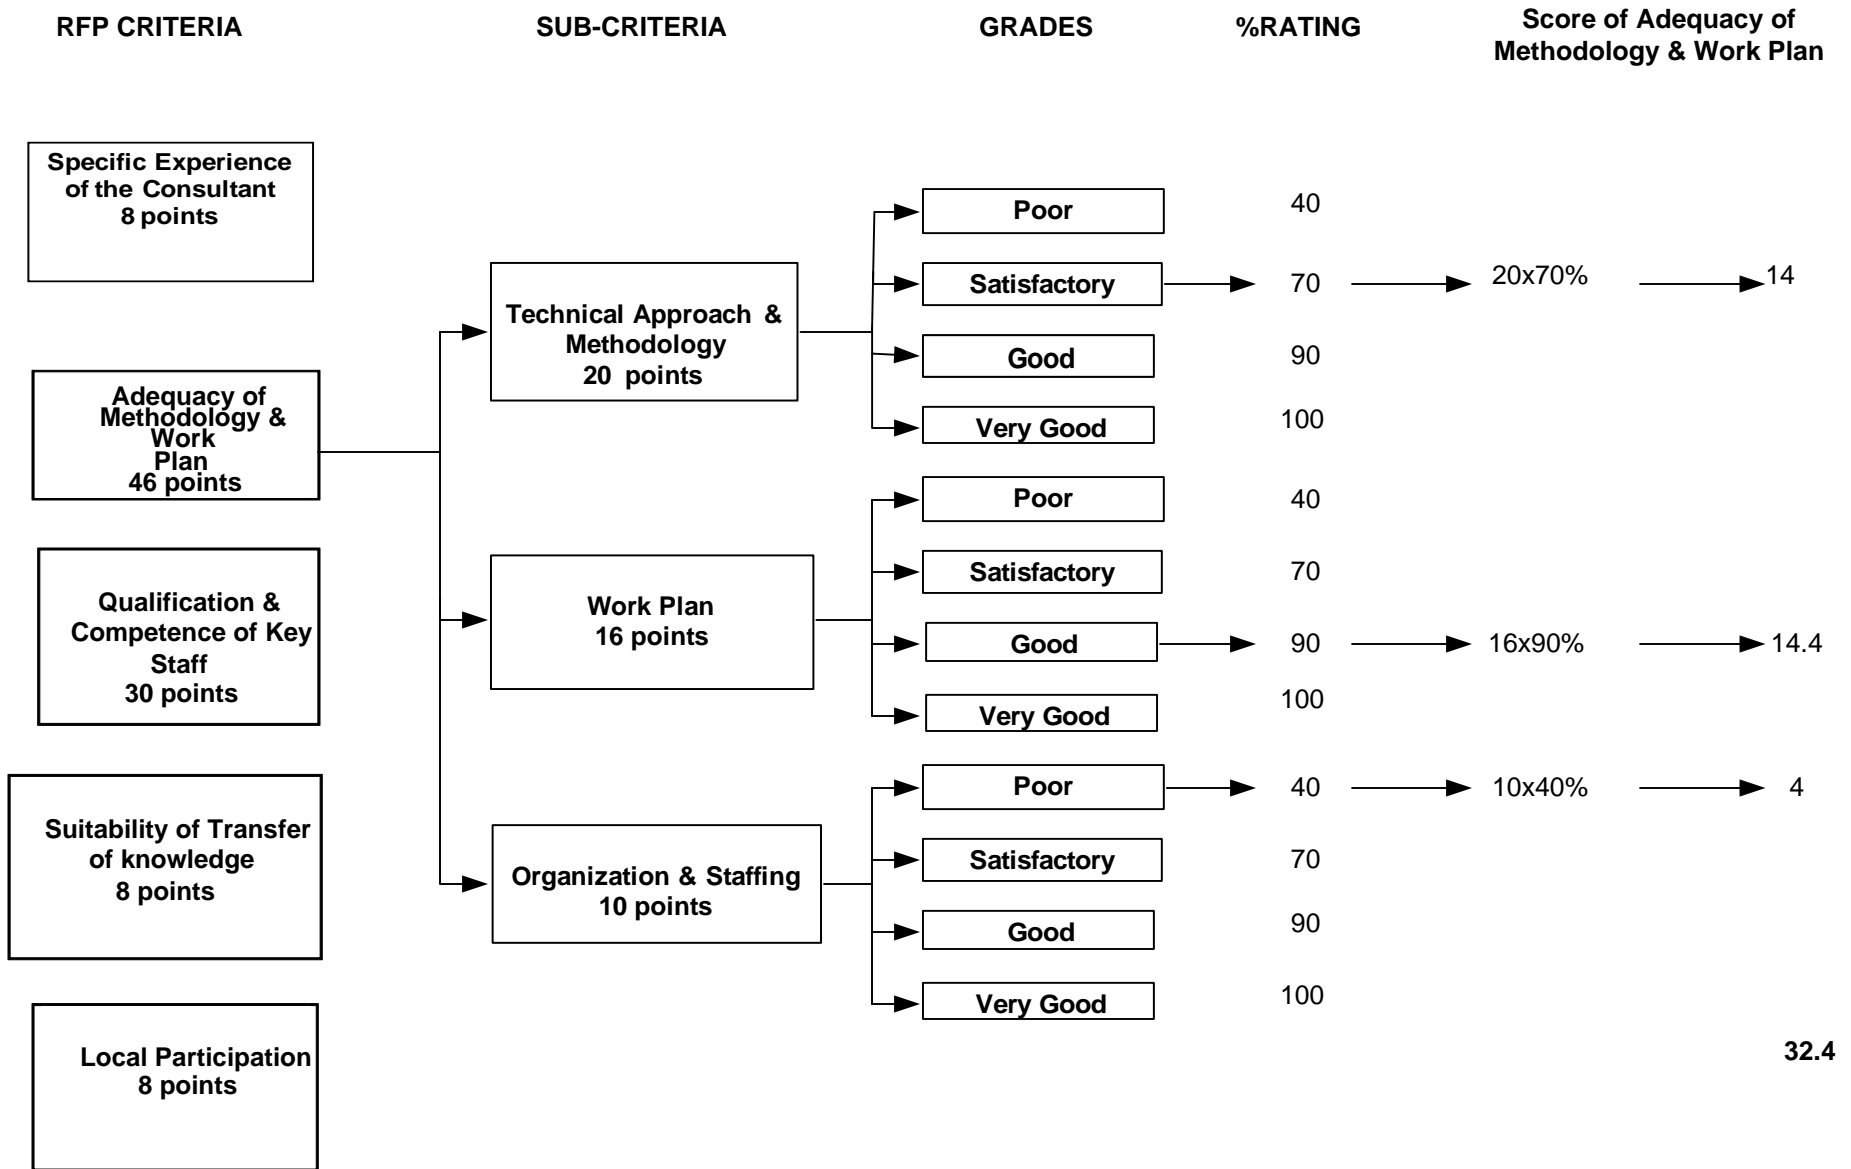 RFP CRITERIA
SUB-CRITERIA
GRADES
%RATING
Score of Adequacy of
Methodology & Work Plan
Specific Experience
of the Consultant
8 points
Adequacy of
Methodology &
Work
Plan
46 points
Qualification &
Competence of Key
Staff
30 points
Suitability of Transfer
of knowledge
8 points
Local Participation
8 points
Technical Approach &
Methodology
20 points
Work Plan
16 points
Organization & Staffing
10 points
Poor
40
Satisfactory
70
20x70%
14
Good
90
Very Good
100
Poor
40
Satisfactory
70
Good
90
16x90%
14.4
Very Good
100
Poor
40
10x40%
4
Satisfactory
70
Good
90
Very Good
100
32.4